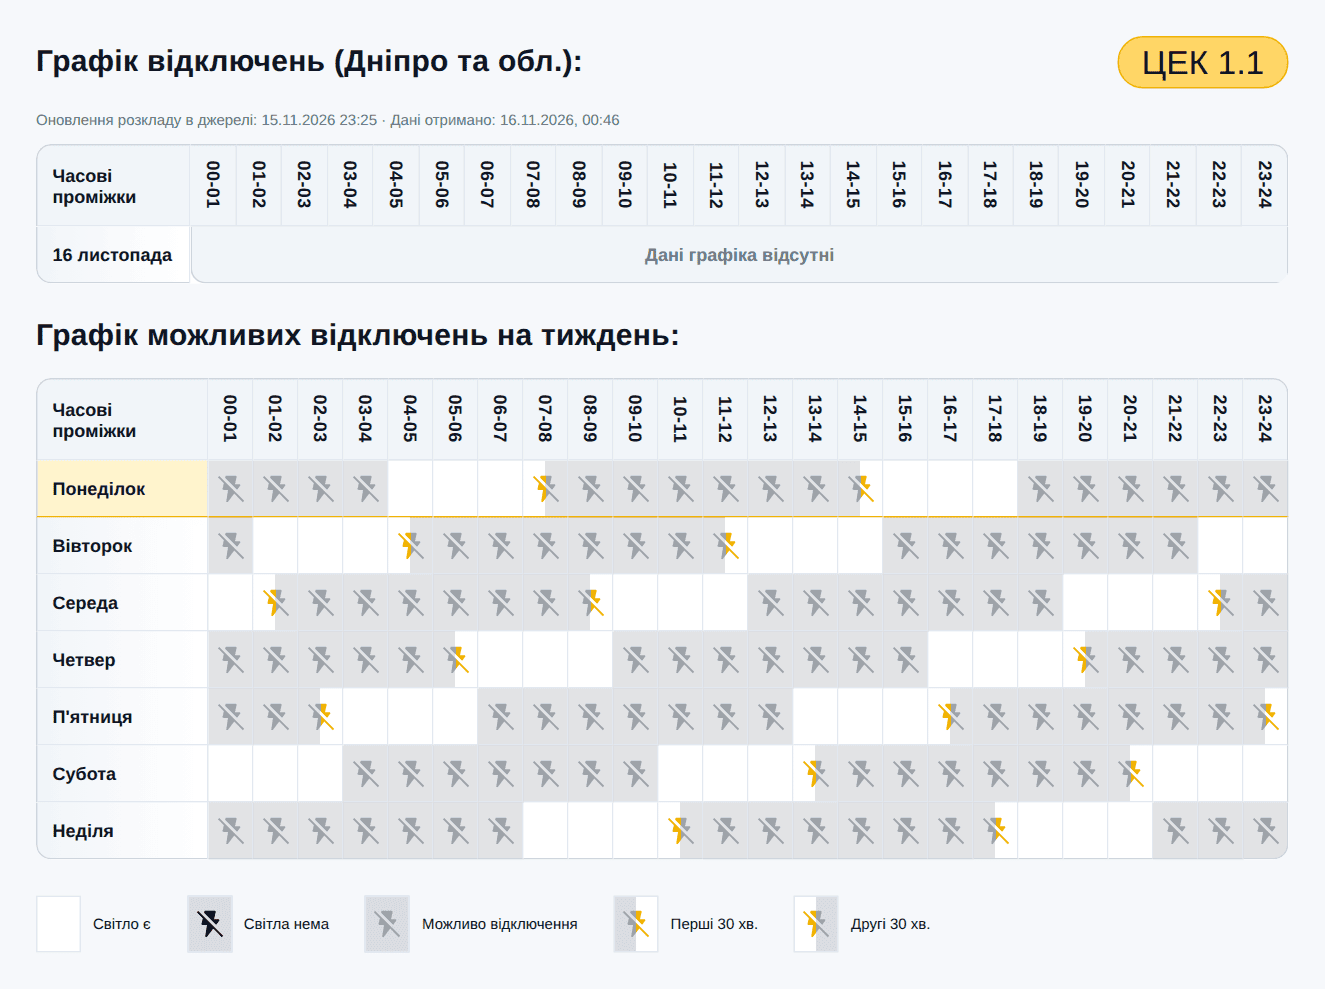 Графік відключень (Дніпро та обл.):
ЦЕК 1.1
Оновлення розкладу в джерелі: 15.11.2026 23:25 · Дані отримано: 16.11.2026, 00:46
Часові проміжки 00-01 01-02 02-03 03-04 04-05 05-06 06-07 07-08 08-09 09-10 10-11 11-12 12-13 13-14 14-15 15-16 16-17 17-18 18-19 19-20 20-21 21-22 22-23 23-24
16 листопада Дані графіка відсутні
Графік можливих відключень на тиждень:
Часові проміжки 00-01 01-02 02-03 03-04 04-05 05-06 06-07 07-08 08-09 09-10 10-11 11-12 12-13 13-14 14-15 15-16 16-17 17-18 18-19 19-20 20-21 21-22 22-23 23-24
Понеділок
Вівторок
Середа
Четвер
П'ятниця
Субота
Неділя
Світло є Світла нема Можливо відключення Перші 30 хв. Другі 30 хв.